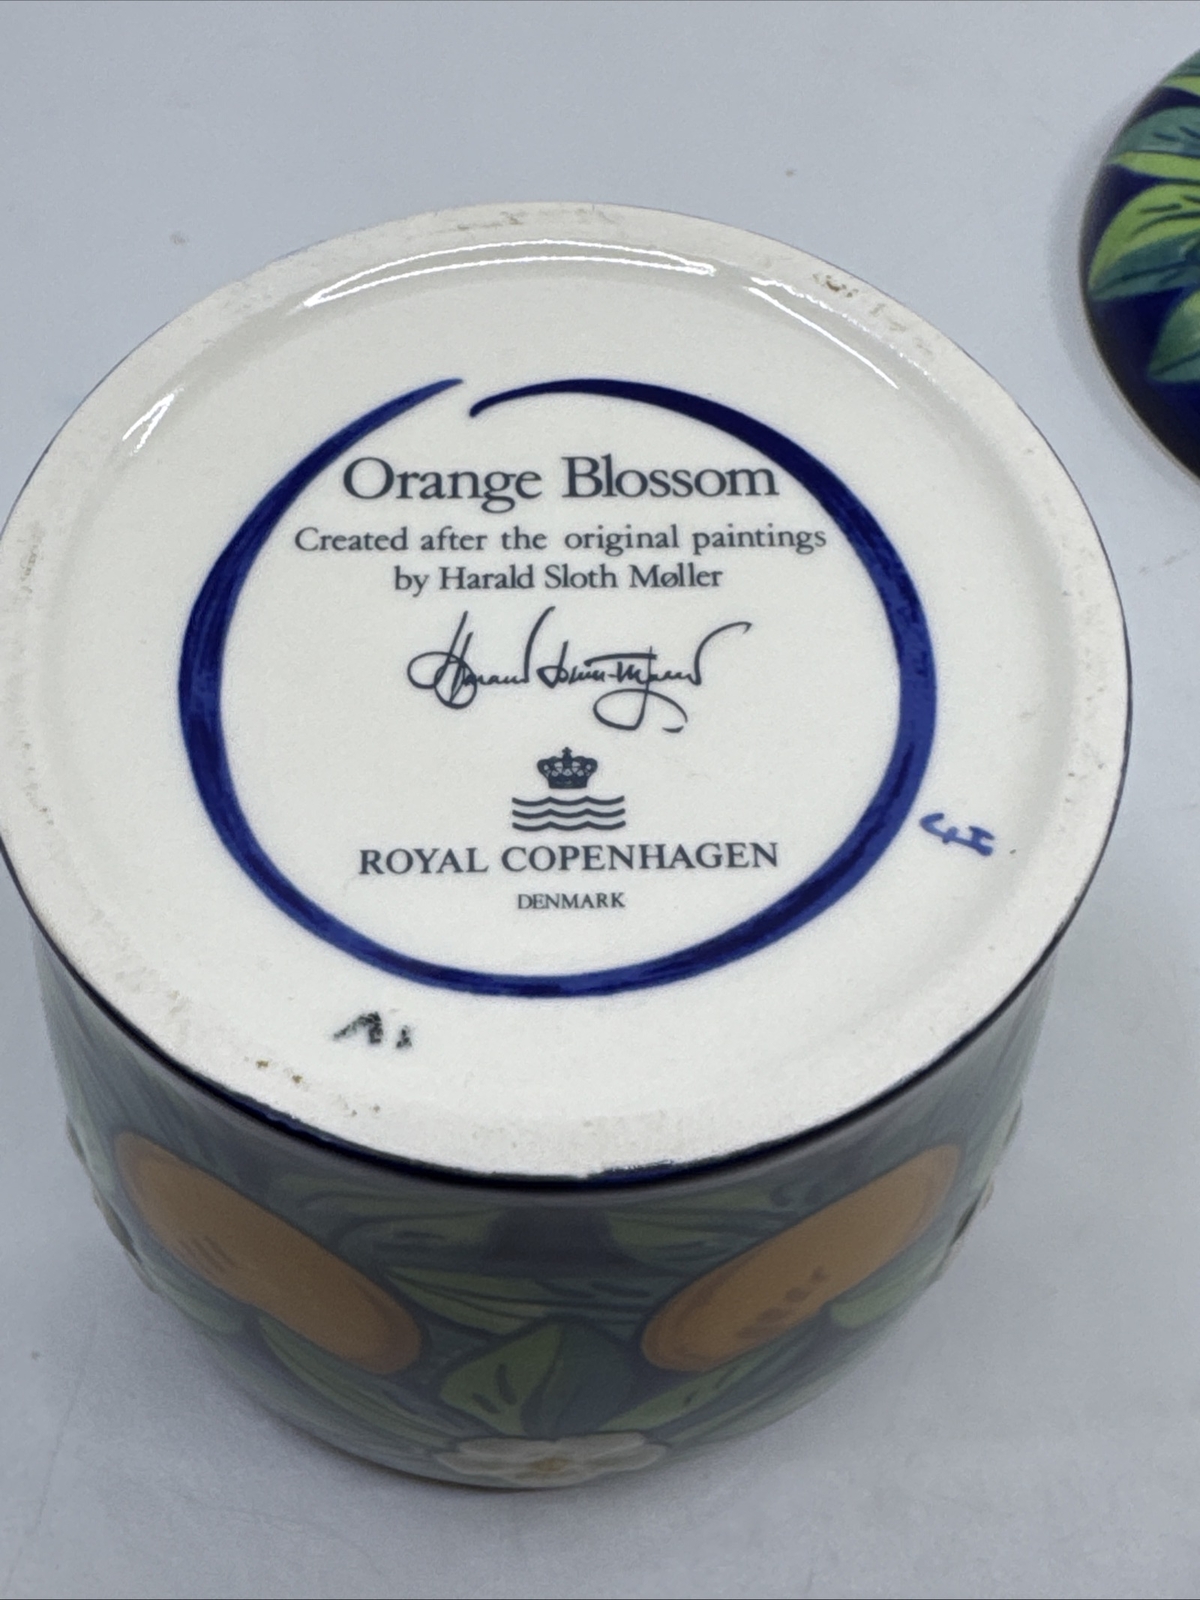 Orange Blossom
Created after the original paintings
by Harald Sloth Møller
ROYAL COPENHAGEN
DENMARK